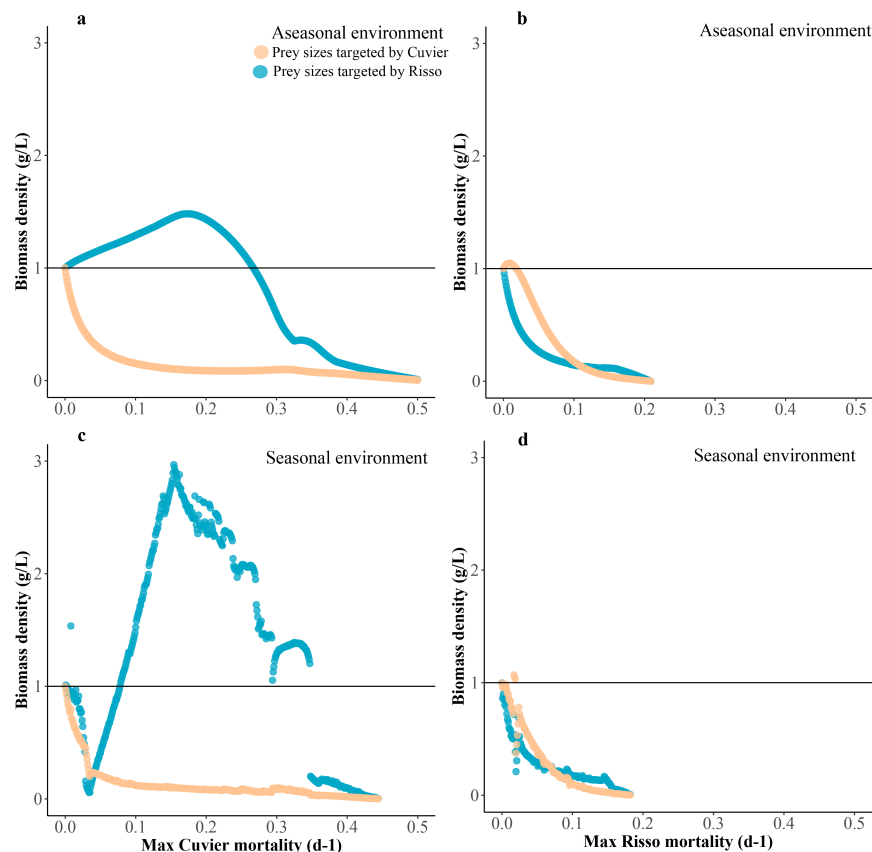 a
Aseasonal environment
Prey sizes targeted by Cuvier
Prey sizes targeted by Risso
Biomass density (g/L)
3
2
1
0
0.0 0.1 0.2 0.3 0.4 0.5
b
Aseasonal environment
Biomass density (g/L)
3
2
1
0
0.0 0.1 0.2 0.3 0.4 0.5
c
Seasonal environment
Biomass density (g/L)
3
2
1
0
0.0 0.1 0.2 0.3 0.4 0.5
Max Cuvier mortality (d-1)
d
Seasonal environment
Biomass density (g/L)
3
2
1
0
0.0 0.1 0.2 0.3 0.4 0.5
Max Risso mortality (d-1)